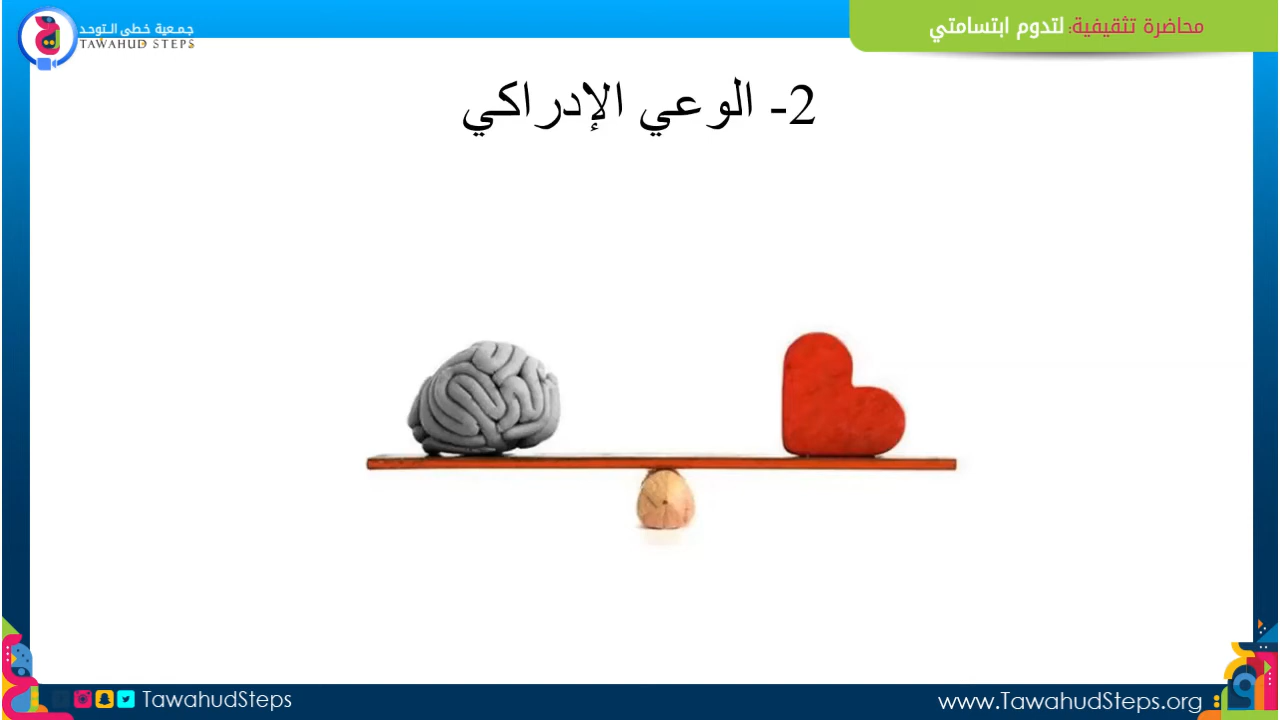 جمعية خطى التوحد
TAWAHUD STEPS
محاضرة تثقيفية: لتدوم ابتسامتي
2- الوعي الإدراكي
TawahudSteps
www.TawahudSteps.org